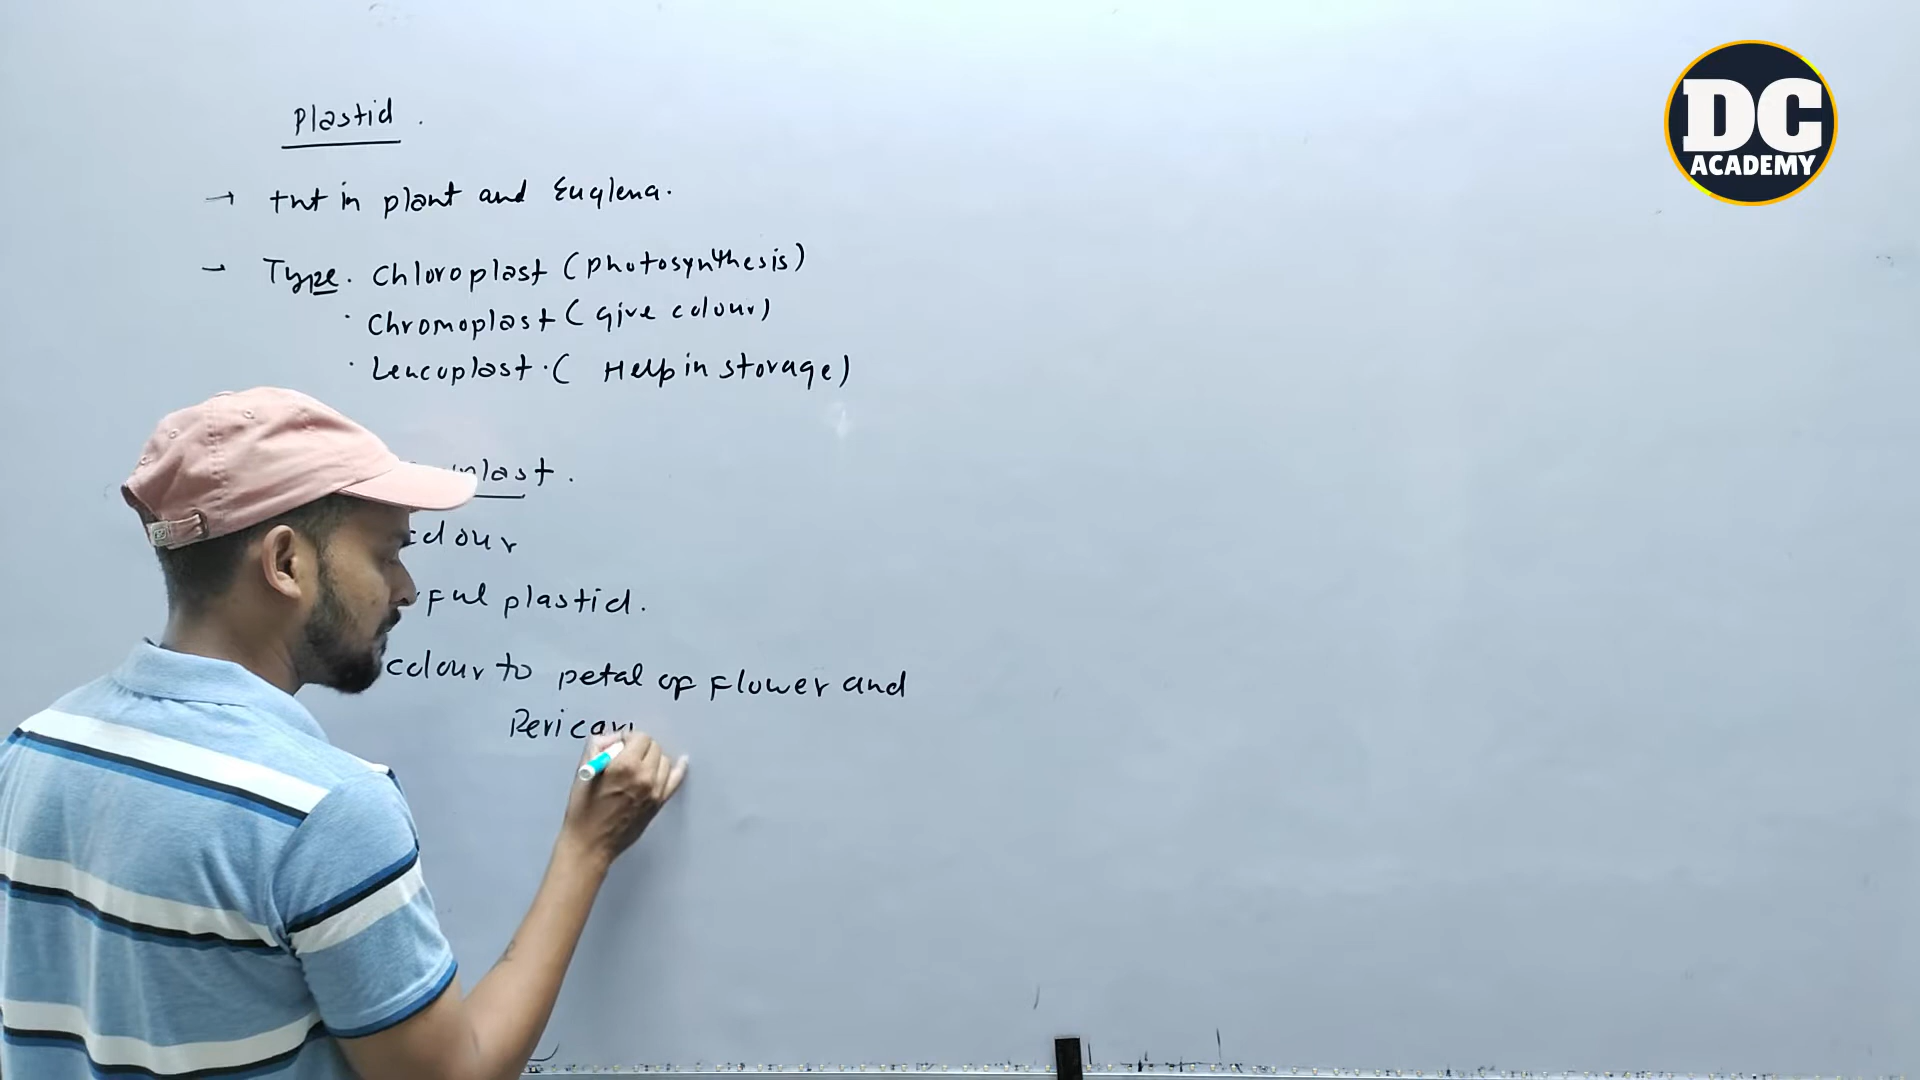 Plastid.
→ tnt in plant and Euglena.
- Type. Chloroplast (photosynthesis)
· Chromoplast (give colour)
· Leucoplast. (Help in storage)
plast.
colour
ful plastid.
colour to petal of flower and
Pericar
DC
ACADEMY